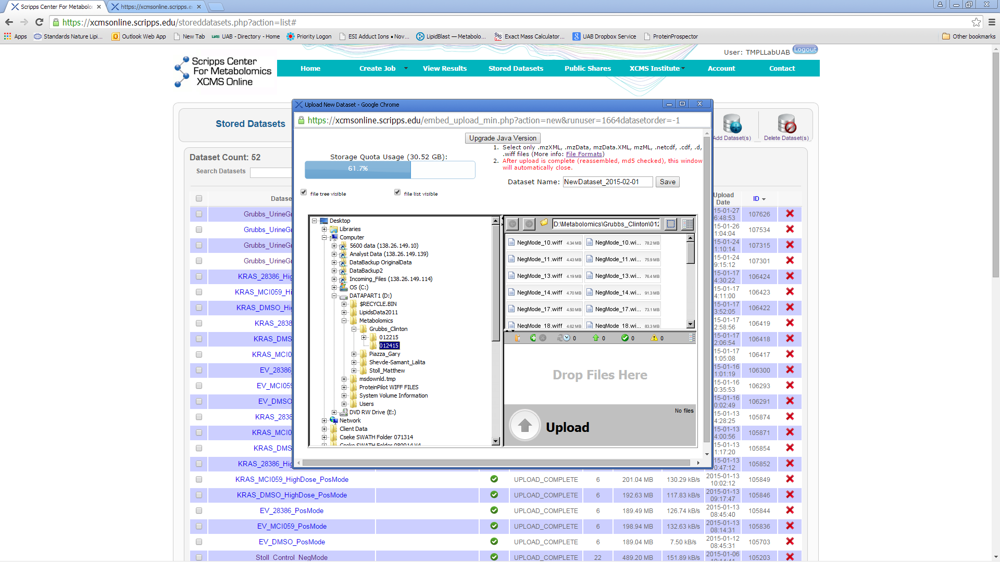 Scripps Center For Metabolo
https://xcmsonline.scripps.e
https://xcmsonline.scripps.edu/storeddatasets.php?action=list#
Apps Standards Nature Lipi... Outlook Web App New Tab UAB - Directory - Home Priority Logon ESI Adduct Ions • Nov... LipidBlast — Metabolo... Exact Mass Calculator... UAB Dropbox Service ProteinProspector Other bookmarks
User: TMPLLabUAB Logout
Scripps Center
For Metabolomics
XCMS Online
Home Create Job View Results Stored Datasets Public Shares XCMS Institute Account Contact
Stored Datasets
Add Dataset(s) Delete Dataset(s)
Dataset Count: 52
Search Datasets
Upload New Dataset - Google Chrome
https://xcmsonline.scripps.edu/embed_upload_min.php?action=new&runuser=1664datasetorder=-1
Upgrade Java Version
Storage Quota Usage (30.52 GB):
61.7%
1. Select only .mzXML, .mzData, mzData.XML, mzML, .netcdf, .cdf, .d,
.wiff files (More info: File Formats)
2. After upload is complete (reassembled, md5 checked), this window
will automatically close.
Dataset Name: NewDataset_2015-02-01 Save
file tree visible file list visible
Desktop
Libraries
Computer
5600 data (138.26.149.10)
Analyst Data (138.26.149.139)
DataBackup OriginalData
DataBackup2
Incoming_Files (138.26.149.114)
OS (C:)
DATAPART1 (D:)
$RECYCLE.BIN
LipidsData2011
Metabolomics
Grubbs_Clinton
012215
012415
Piazza_Gary
Shevde-Samant_Lalita
Stoll_Matthew
msdownld.tmp
ProteinPilot WIFF FILES
System Volume Information
Users
DVD RW Drive (E:)
Network
Client Data
Cseke SWATH Folder 071314
Cseke SWATH Folder 080014 V4
D:\Metabolomics\Grubbs_Clinton\012
NegMode_10.wiff 4.34 MB NegMode_10.wi... 78.2 MB
NegMode_11.wiff 4.43 MB NegMode_11.wi... 75.9 MB
NegMode_13.wiff 4.19 MB NegMode_13.wi... 76.4 MB
NegMode_14.wiff 4.70 MB NegMode_14.wi... 91.3 MB
NegMode_17.wiff 4.50 MB NegMode_17.wi... 73.1 MB
NegMode_18.wiff 4.62 MB NegMode_18.wi... 83.3 MB
0 0 0 0
Drop Files Here
No files
Upload
Datase Upload
Date ID
Grubbs_UrineGr 15-01-27
6:48:53 107626
Grubbs_UrineGr 15-01-26
1:04:04 107534
Grubbs_UrineGr 15-01-24
1:10:14 107315
Grubbs_UrineGr 15-01-24
9:15:12 107301
KRAS_28386_Hig 15-01-17
4:30:22 106424
KRAS_MCI059_Hi 15-01-17
4:11:00 106423
KRAS_DMSO_Hig 15-01-17
3:52:05 106422
KRAS_2838 15-01-17
2:58:56 106419
KRAS_DMS 15-01-17
2:06:54 106418
KRAS_MCI0 15-01-17
1:05:08 106417
EV_28386_ 15-01-16
1:01:19 106300
EV_MCI059 15-01-16
0:35:53 106293
EV_DMSO 15-01-16
0:02:49 106291
KRAS_2838 15-01-13
4:28:25 105874
KRAS_MCI0 15-01-13
4:00:56 105871
KRAS_DMS 15-01-13
1:17:20 105854
KRAS_28386_Hig 15-01-13
0:47:12 105852
KRAS_MCI059_HighDose_PosMode UPLOAD_COMPLETE 6 201.04 MB 130.29 kB/s 2015-01-13
10:02:12 105849
KRAS_DMSO_HighDose_PosMode UPLOAD_COMPLETE 6 192.63 MB 117.83 kB/s 2015-01-13
09:17:47 105846
EV_28386_PosMode UPLOAD_COMPLETE 6 189.49 MB 126.74 kB/s 2015-01-13
08:45:40 105844
EV_MCI059_PosMode UPLOAD_COMPLETE 6 198.94 MB 132.63 kB/s 2015-01-13
08:14:31 105836
EV_DMSO_PosMode UPLOAD_COMPLETE 6 189.04 MB 7.50 kB/s 2015-01-12
08:45:31 105703
Stoll_Control_NegMode UPLOAD_COMPLETE 22 489.20 MB 151.89 kB/s 2015-01-06
105203